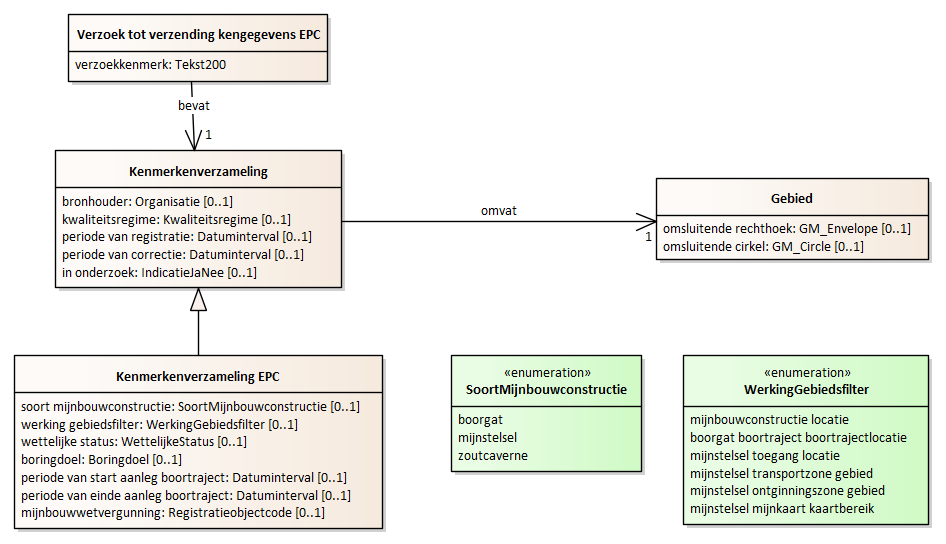 Verzoek tot verzending kengegevens EPC
verzoekkenmerk: Tekst200
bevat
1
Kenmerkenverzameling
bronhouder: Organisatie [0..1]
kwaliteitsregime: Kwaliteitsregime [0..1]
periode van registratie: Datuminterval [0..1]
periode van correctie: Datuminterval [0..1]
in onderzoek: IndicatieJaNee [0..1]
omvat
1
Gebied
omsluitende rechthoek: GM_Envelope [0..1]
omsluitende cirkel: GM_Circle [0..1]
Kenmerkenverzameling EPC
soort mijnbouwconstructie: SoortMijnbouwconstructie [0..1]
werking gebiedsfilter: WerkingGebiedsfilter [0..1]
wettelijke status: WettelijkeStatus [0..1]
boringdoel: Boringdoel [0..1]
periode van start aanleg boortraject: Datuminterval [0..1]
periode van einde aanleg boortraject: Datuminterval [0..1]
mijnbouwwetvergunning: Registratieobjectcode [0..1]
«enumeration»
SoortMijnbouwconstructie
boorgat
mijnstelsel
zoutcaverne
«enumeration»
WerkingGebiedsfilter
mijnbouwconstructie locatie
boorgat boortraject boortrajectlocatie
mijnstelsel toegang locatie
mijnstelsel transportzone gebied
mijnstelsel ontginningszone gebied
mijnstelsel mijnkaart kaartbereik